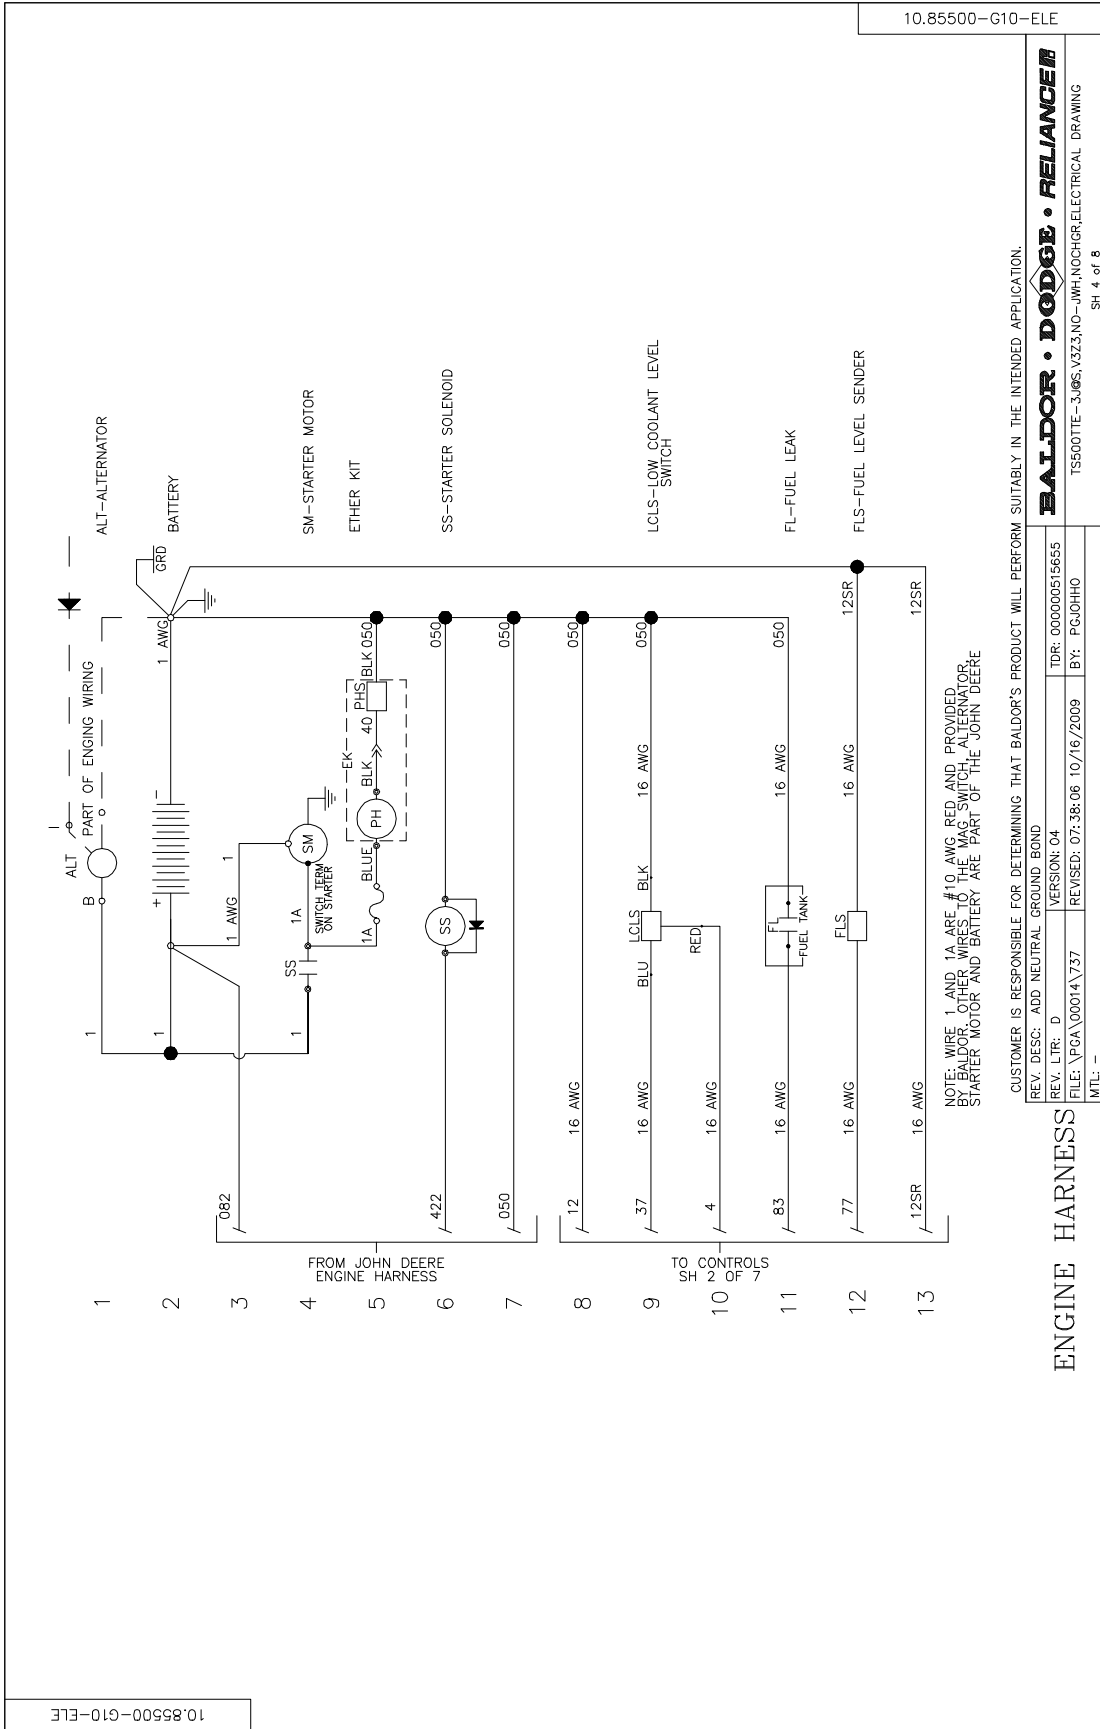 10.85500-G10-ELE
1
2
3
4
5
6
7
8
9
10
11
12
13
FROM JOHN DEERE
ENGINE HARNESS
TO CONTROLS
SH 2 OF 7
1 B ALT I PART OF ENGING WIRING ALT-ALTERNATOR
1 + - 1 AWG GRD BATTERY
082 1 AWG 1
1 SS 1A SWITCH TERM
ON STARTER
SM SM-STARTER MOTOR
1A BLUE PH BLK 40 PHS BLK 050 ETHER KIT
EK
422 SS 050 SS-STARTER SOLENOID
050 050
12 16 AWG 050
37 16 AWG BLU LCLS BLK 16 AWG 050 LCLS-LOW COOLANT LEVEL
SWITCH
4 16 AWG RED
83 16 AWG FL 16 AWG 050 FL-FUEL LEAK
FUEL TANK
77 16 AWG FLS 16 AWG 12SR FLS-FUEL LEVEL SENDER
12SR 16 AWG 12SR
NOTE: WIRE 1 AND 1A ARE #10 AWG RED AND PROVIDED
BY BALDOR. OTHER WIRES TO THE MAG SWITCH, ALTERNATOR,
STARTER MOTOR AND BATTERY ARE PART OF THE JOHN DEERE
CUSTOMER IS RESPONSIBLE FOR DETERMINING THAT BALDOR'S PRODUCT WILL PERFORM SUITABLY IN THE INTENDED APPLICATION.
ENGINE HARNESS
REV. DESC: ADD NEUTRAL GROUND BOND
REV. LTR: D VERSION: 04 TDR: 000000515655
FILE: \PGA\00014\737 REVISED: 07:38:06 10/16/2009 BY: PGJOHHO
MTL: -
BALDOR • DODGE • RELIANCE
TS500TTE-3J@S,V3Z3,NO-JWH,NOCHGR,ELECTRICAL DRAWING
SH 4 of 8
10.85500-G10-ELE